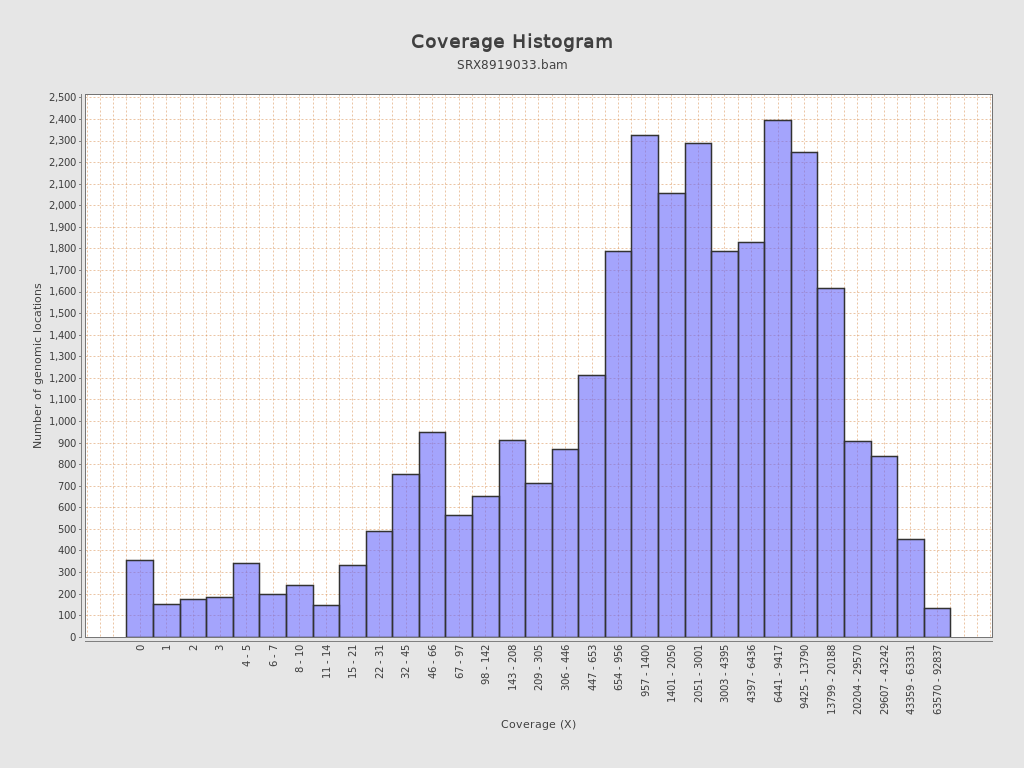 Coverage Histogram
SRX8919033.bam
Number of genomic locations
2,500
2,400
2,300
2,200
2,100
2,000
1,900
1,800
1,700
1,600
1,500
1,400
1,300
1,200
1,100
1,000
900
800
700
600
500
400
300
200
100
0
0
1
2
3
4 - 5
6 - 7
8 - 10
11 - 14
15 - 21
22 - 31
32 - 45
46 - 66
67 - 97
98 - 142
143 - 208
209 - 305
306 - 446
447 - 653
654 - 956
957 - 1400
1401 - 2050
2051 - 3001
3003 - 4395
4397 - 6436
6441 - 9417
9425 - 13790
13799 - 20188
20204 - 29570
29607 - 43242
43359 - 63331
63570 - 92837
Coverage (X)